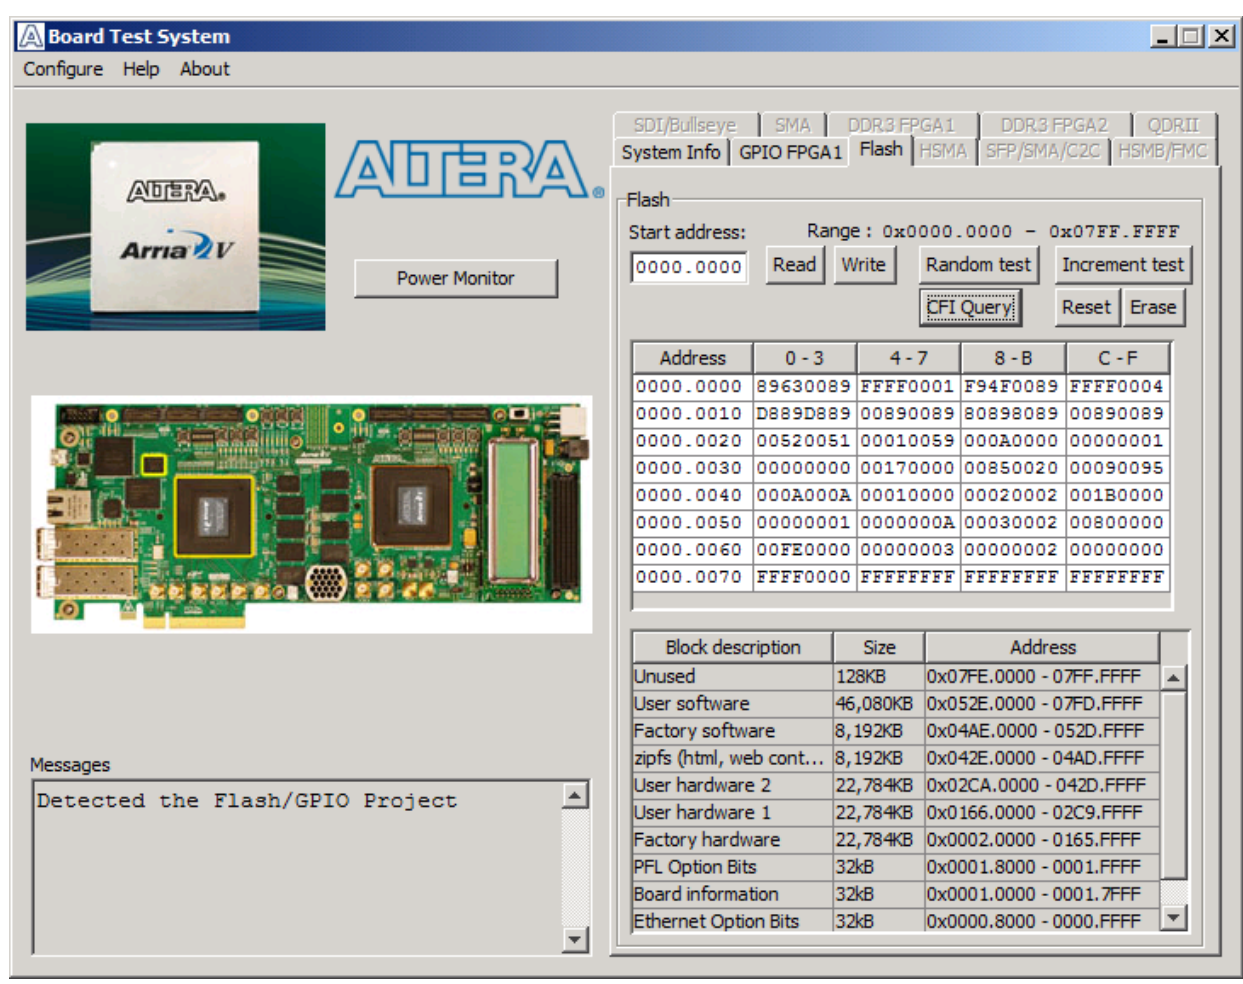 Board Test System
Configure Help About
SDI/Bullseye SMA DDR3 FPGA1 DDR3 FPGA2 QDRII
System Info GPIO FPGA1 Flash HSMA SFP/SMA/C2C HSMB/FMC
ALTERA®
ALTERA.
Arria V
Power Monitor
Flash
Start address: Range : 0x0000.0000 - 0x07FF.FFFF
0000.0000 Read Write Random test Increment test
CFI Query Reset Erase
Address 0 - 3 4 - 7 8 - B C - F
0000.0000 89630089 FFFF0001 F94F0089 FFFF0004
0000.0010 D889D889 00890089 80898089 00890089
0000.0020 00520051 00010059 000A0000 00000001
0000.0030 00000000 00170000 00850020 00090095
0000.0040 000A000A 00010000 00020002 001B0000
0000.0050 00000001 0000000A 00030002 00800000
0000.0060 00FE0000 00000003 00000002 00000000
0000.0070 FFFF0000 FFFFFFFF FFFFFFFF FFFFFFFF
Block description Size Address
Unused 128KB 0x07FE.0000 - 07FF.FFFF
User software 46,080KB 0x052E.0000 - 07FD.FFFF
Factory software 8,192KB 0x04AE.0000 - 052D.FFFF
zipfs (html, web cont... 8,192KB 0x042E.0000 - 04AD.FFFF
User hardware 2 22,784KB 0x02CA.0000 - 042D.FFFF
User hardware 1 22,784KB 0x0166.0000 - 02C9.FFFF
Factory hardware 22,784KB 0x0002.0000 - 0165.FFFF
PFL Option Bits 32kB 0x0001.8000 - 0001.FFFF
Board information 32kB 0x0001.0000 - 0001.7FFF
Ethernet Option Bits 32kB 0x0000.8000 - 0000.FFFF
Messages
Detected the Flash/GPIO Project